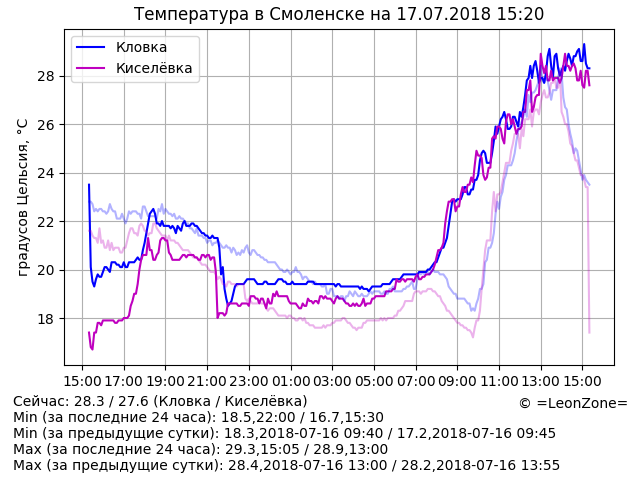 Температура в Смоленске на 17.07.2018 15:20
Кловка
Киселёвка
градусов Цельсия, °C
28
26
24
22
20
18
15:00 17:00 19:00 21:00 23:00 01:00 03:00 05:00 07:00 09:00 11:00 13:00 15:00
Сейчас: 28.3 / 27.6 (Кловка / Киселёвка)
© =LeonZone=
Min (за последние 24 часа): 18.5,22:00 / 16.7,15:30
Min (за предыдущие сутки): 18.3,2018-07-16 09:40 / 17.2,2018-07-16 09:45
Max (за последние 24 часа): 29.3,15:05 / 28.9,13:00
Max (за предыдущие сутки): 28.4,2018-07-16 13:00 / 28.2,2018-07-16 13:55